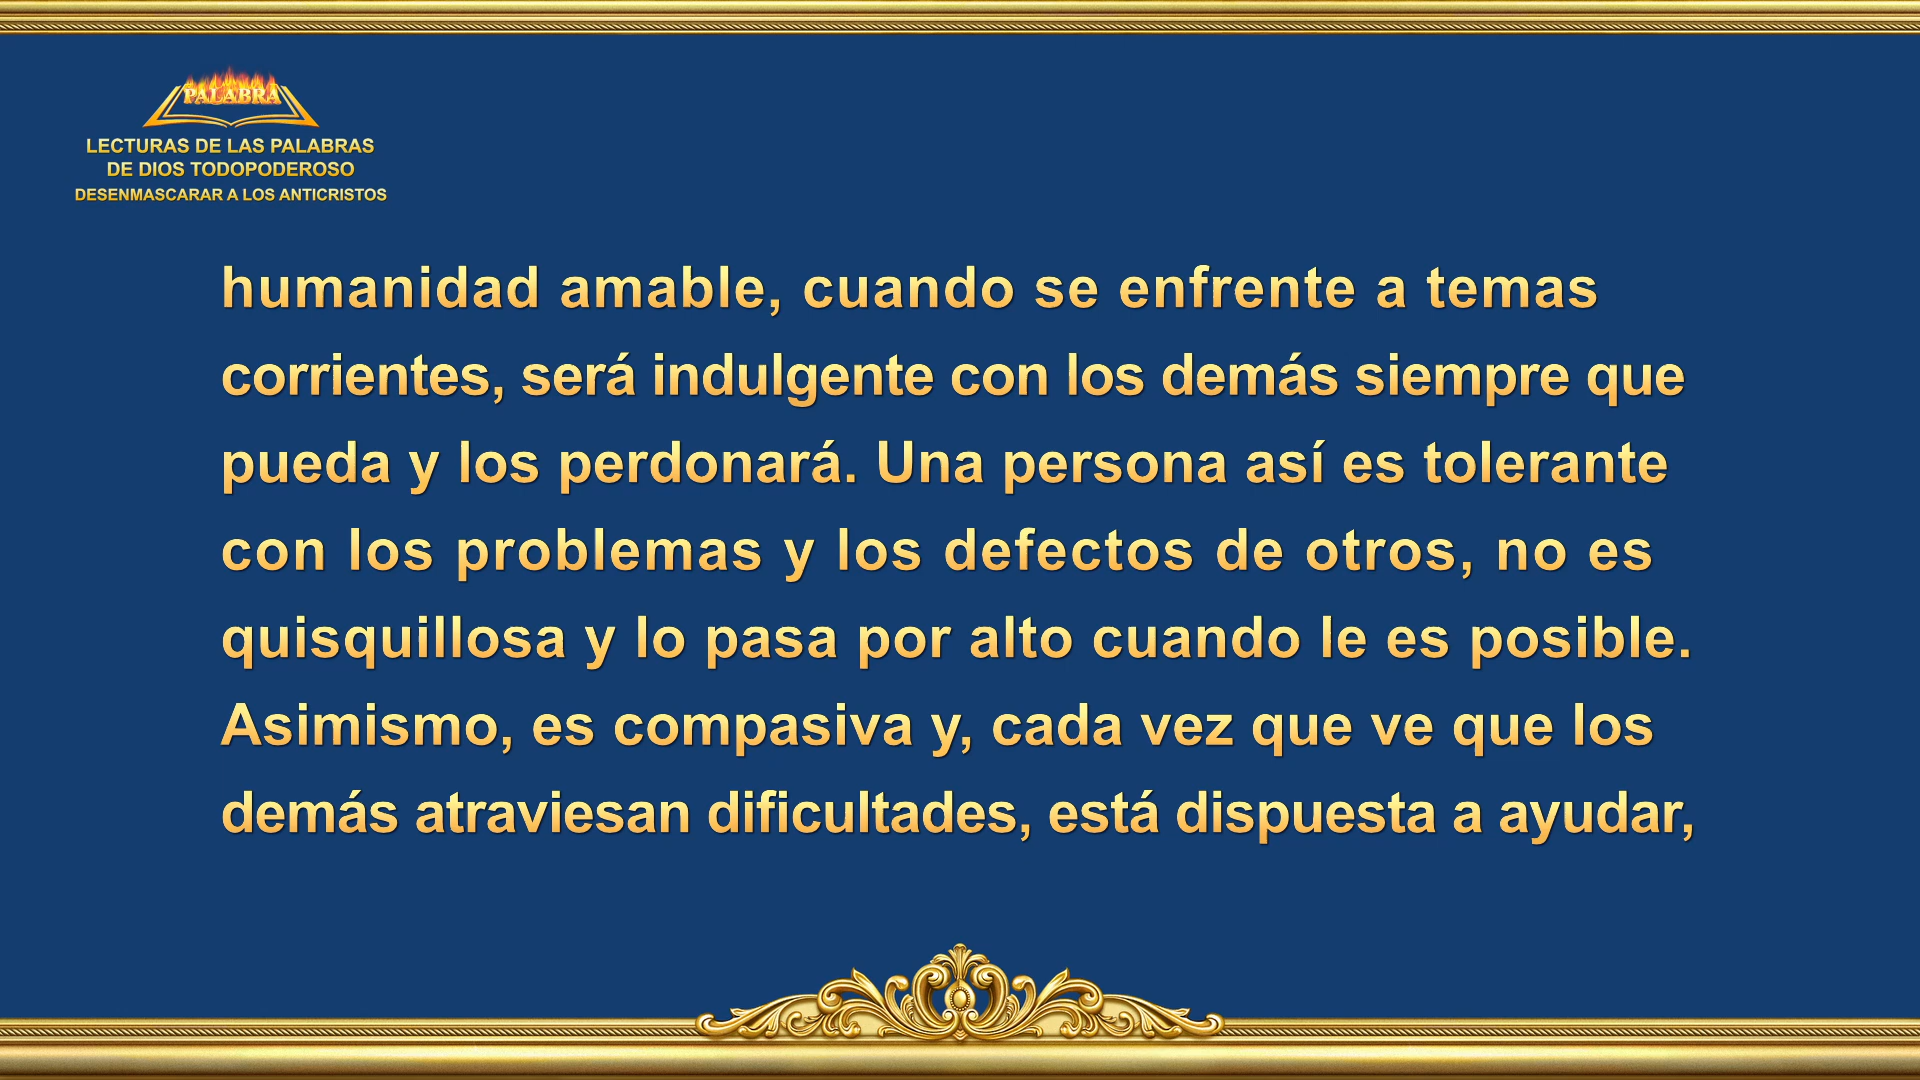 PALABRA
LECTURAS DE LAS PALABRAS
DE DIOS TODOPODEROSO
DESENMASCARAR A LOS ANTICRISTOS
humanidad amable, cuando se enfrente a temas
corrientes, será indulgente con los demás siempre que
pueda y los perdonará. Una persona así es tolerante
con los problemas y los defectos de otros, no es
quisquillosa y lo pasa por alto cuando le es posible.
Asimismo, es compasiva y, cada vez que ve que los
demás atraviesan dificultades, está dispuesta a ayudar,